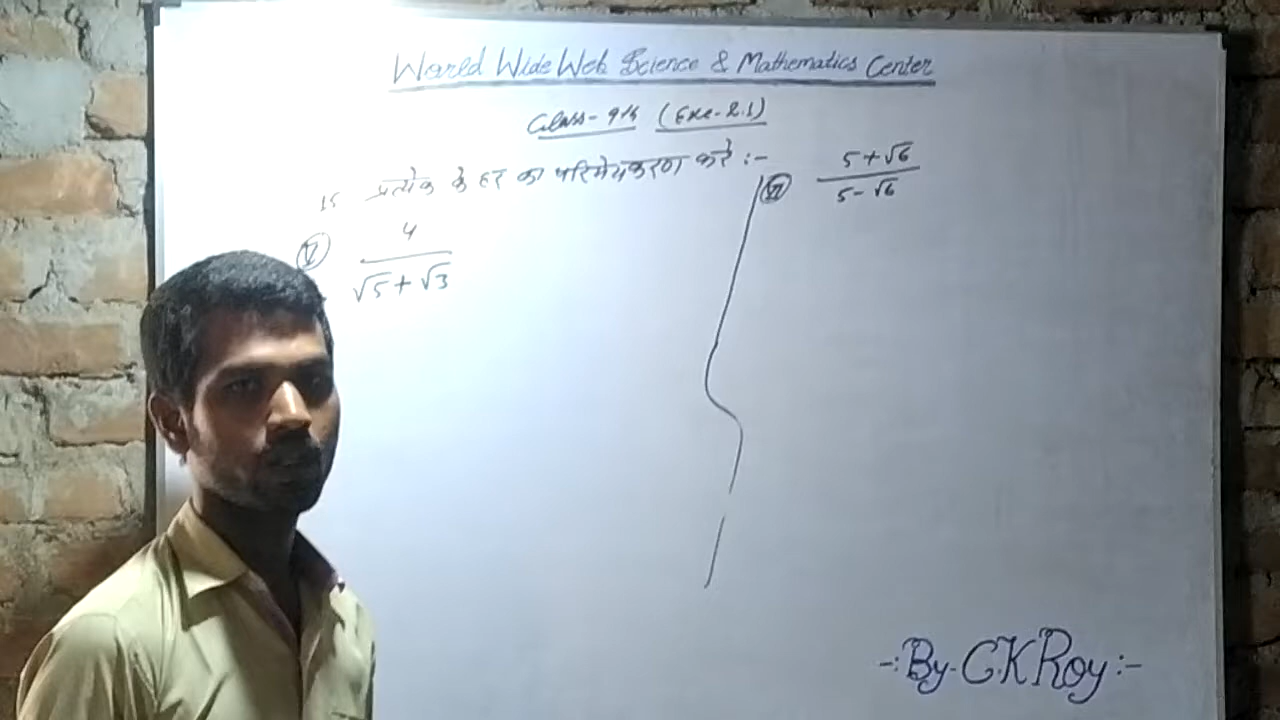 World Wide Web Science & Mathematics Center
Class-9th (Exe-2.1)
15 प्रत्येक के हर का परिमेयकरण करे :-
Ⓥ 4
√5+√3
Ⓥⅰ 5+√6
5-√6
-: By. C.K Roy :-